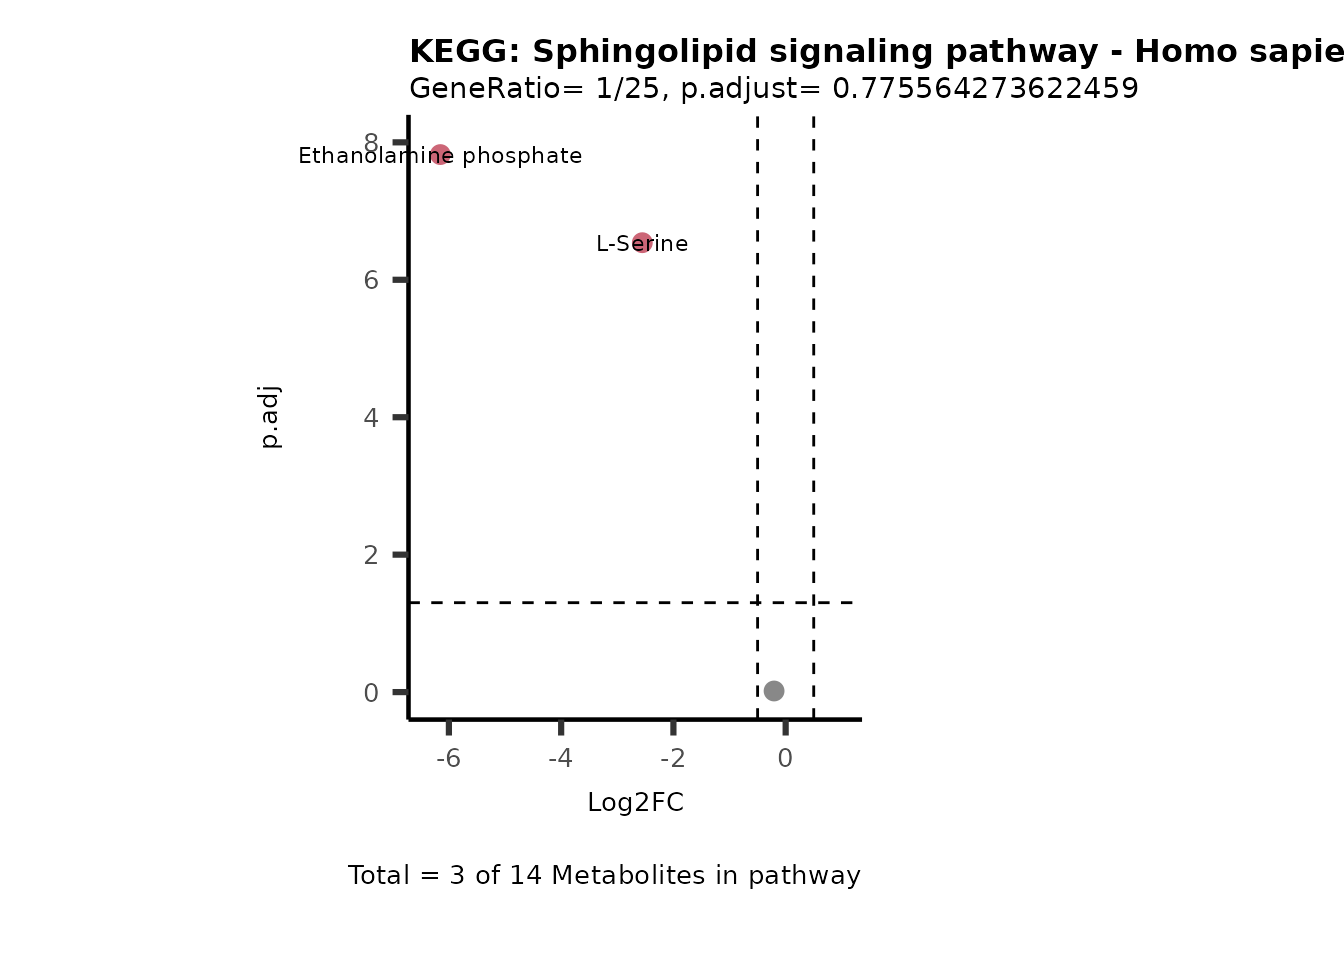 KEGG: Sphingolipid signaling pathway - Homo sapie
GeneRatio= 1/25, p.adjust= 0.775564273622459
8
Ethanolamine phosphate
L-Serine
6
p.adj
4
2
0
-6 -4 -2 0
Log2FC
Total = 3 of 14 Metabolites in pathway